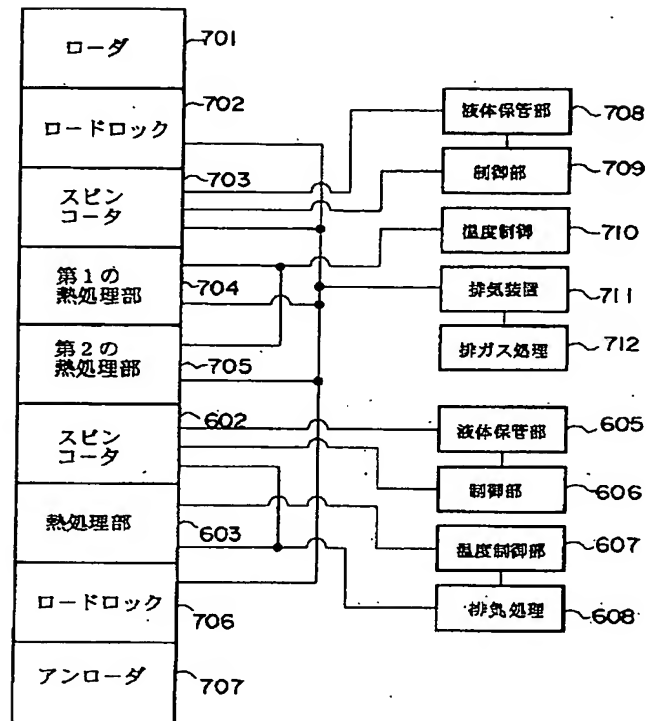 ローダ
701
ロードロック
702
スピン
コータ
703
第1の
熱処理部
704
第2の
熱処理部
705
スピン
コータ
602
熱処理部
603
ロードロック
706
アンローダ
707
液体保管部
708
制御部
709
温度制御
710
排気装置
711
排ガス処理
712
液体保管部
605
制御部
606
温度制御部
607
排気処理
608